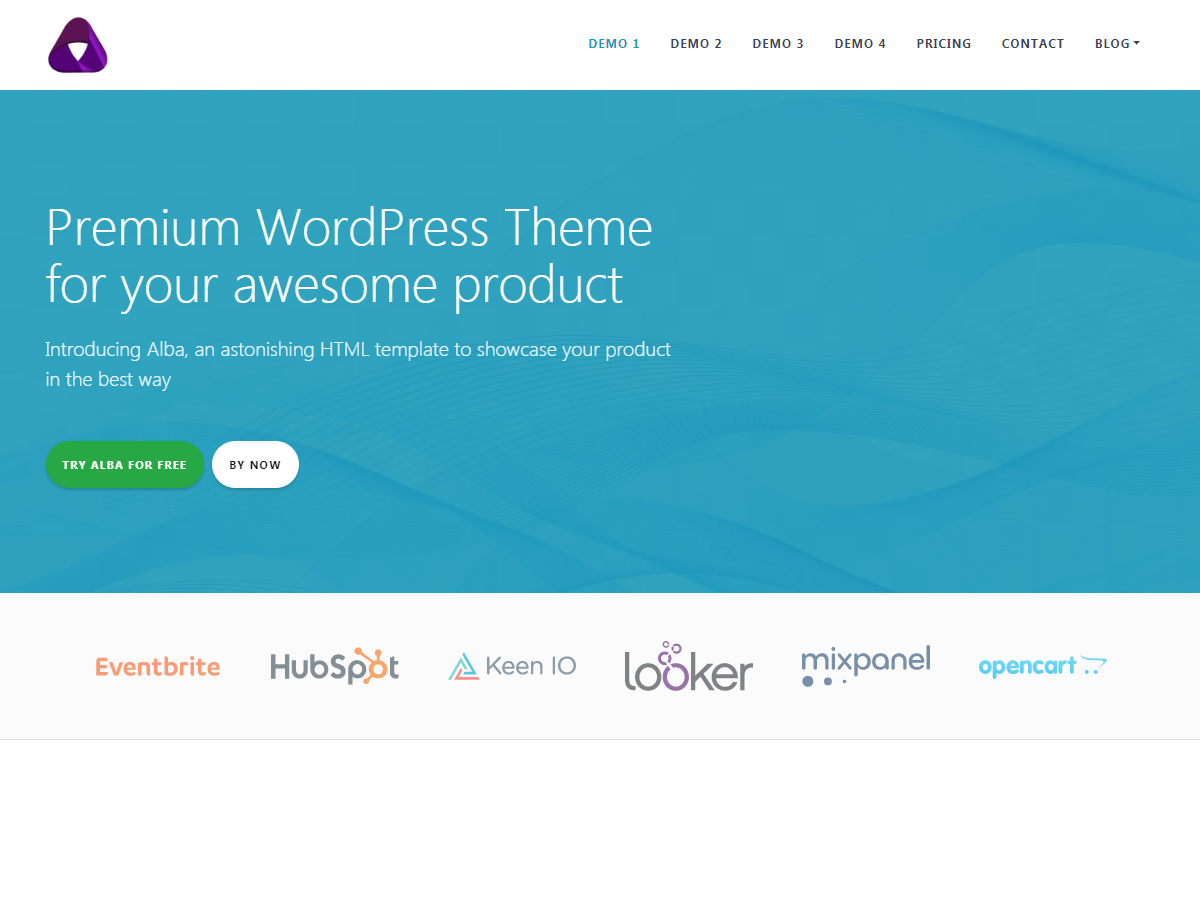 DEMO 1 DEMO 2 DEMO 3 DEMO 4 PRICING CONTACT BLOG
Premium WordPress Theme
for your awesome product
Introducing Alba, an astonishing HTML template to showcase your product
in the best way
TRY ALBA FOR FREE BY NOW
Eventbrite HubSpot Keen IO looker mixpanel opencart